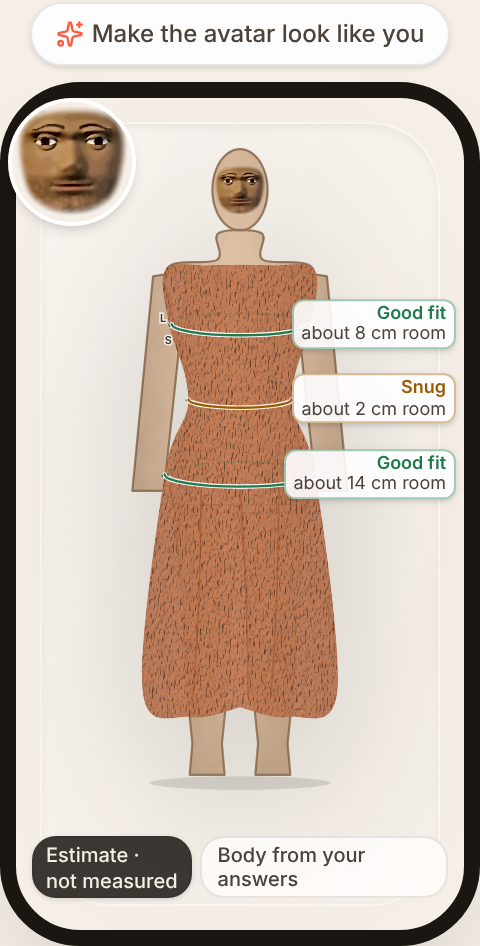 Make the avatar look like you
L
S
Good fit
about 8 cm room
Snug
about 2 cm room
Good fit
about 14 cm room
Estimate ·
not measured
Body from your
answers